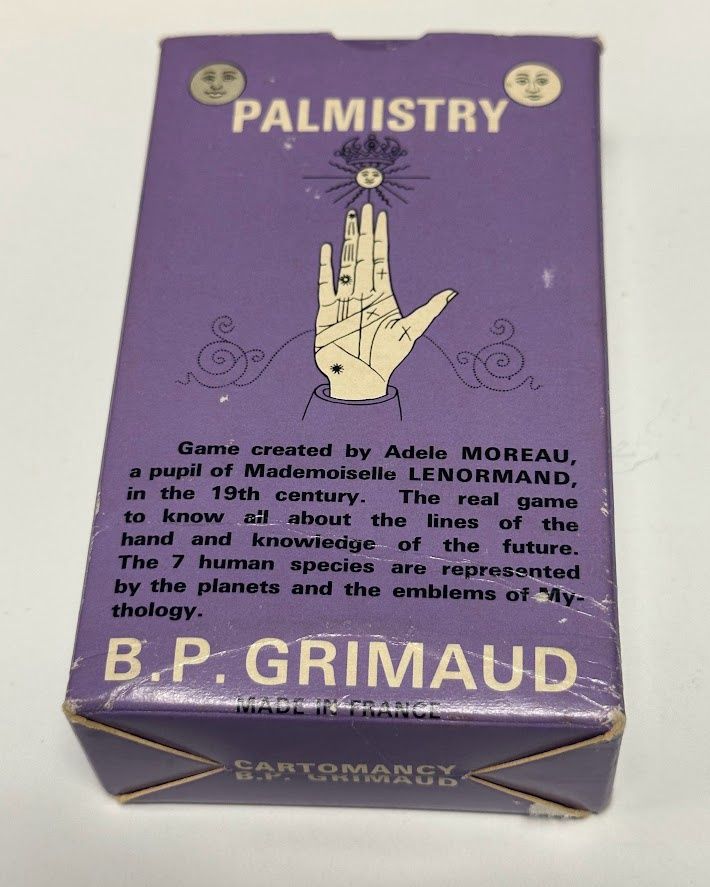 PALMISTRY
Game created by Adele MOREAU,
a pupil of Mademoiselle LENORMAND,
in the 19th century. The real game
to know all about the lines of the
hand and knowledge of the future.
The 7 human species are represented
by the planets and the emblems of My-
thology.
B.P. GRIMAUD
MADE IN FRANCE
CARTOMANCY
B.P. GRIMAUD